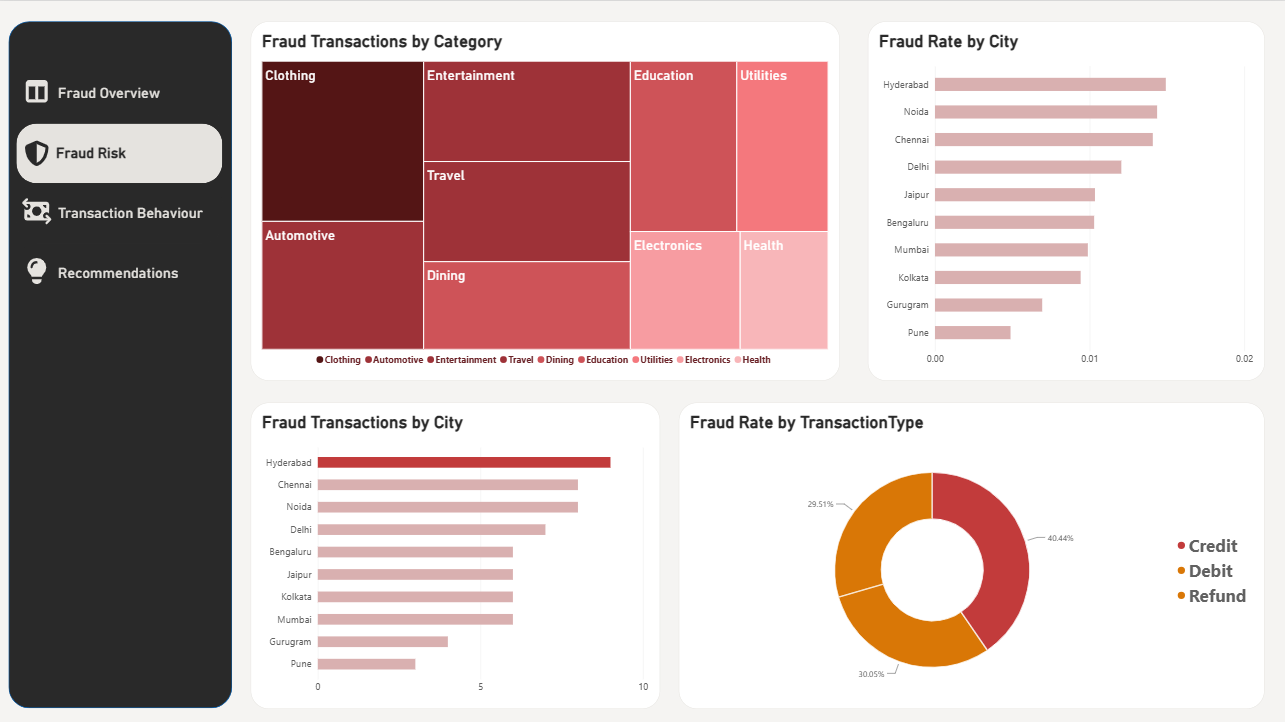 Fraud Overview
Fraud Risk
Transaction Behaviour
Recommendations
Fraud Transactions by Category
Clothing
Automotive
Entertainment
Travel
Dining
Education
Utilities
Electronics
Health
Clothing Automotive Entertainment Travel Dining Education Utilities Electronics Health
Fraud Rate by City
Hyderabad
Noida
Chennai
Delhi
Jaipur
Bengaluru
Mumbai
Kolkata
Gurugram
Pune
0.00 0.01 0.02
Fraud Transactions by City
Hyderabad
Chennai
Noida
Delhi
Bengaluru
Jaipur
Kolkata
Mumbai
Gurugram
Pune
0 5 10
Fraud Rate by TransactionType
29.51%
40.44%
30.05%
Credit
Debit
Refund